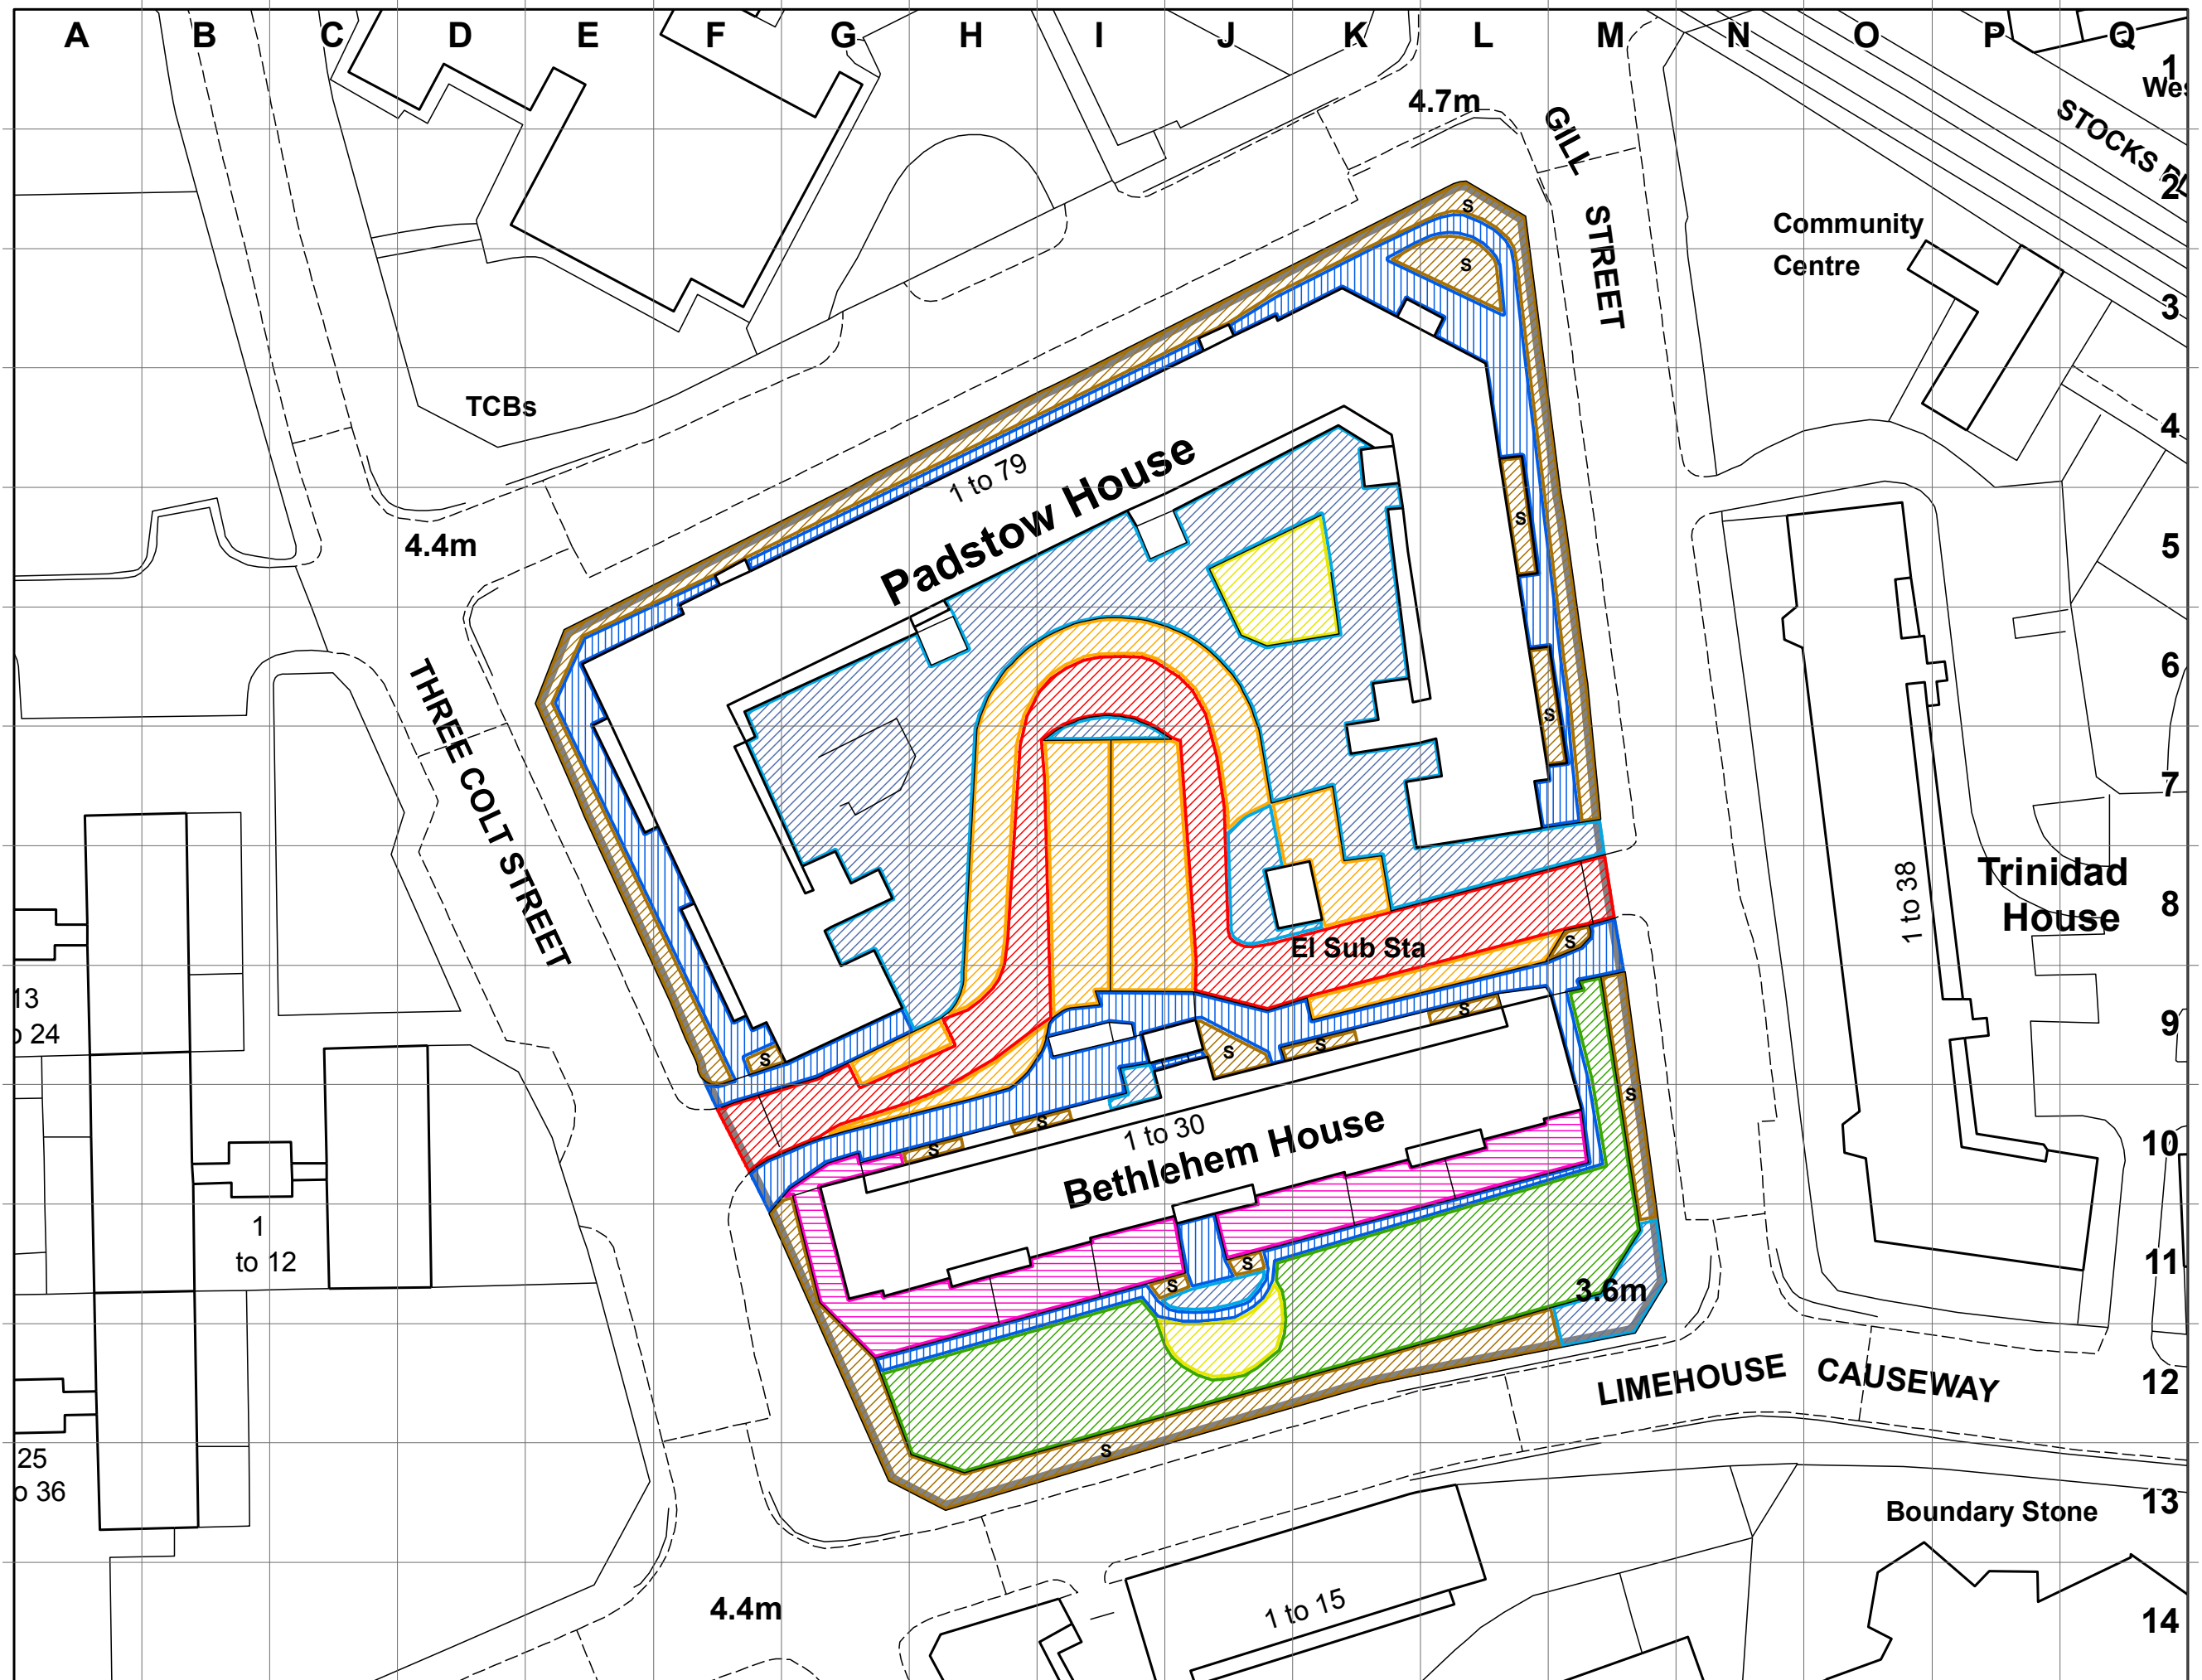 A B C D E F G H I J K L M N O P Q
1
Wes
4.7m
GILL STREET
STOCKS
2
S
Community
Centre
S
3
TCBs
4
1 to 79
Padstow House
4.4m
S
5
6
THREE COLT STREET
S
7
Trinidad
House
1 to 38
8
El Sub Sta
S
13
24
9
S
S
S
S
S
S
S
1 to 30
Bethlehem House
10
S
1
to 12
11
S
S
3.6m
LIMEHOUSE CAUSEWAY
12
S
25
o 36
13
Boundary Stone
4.4m
1 to 15
14